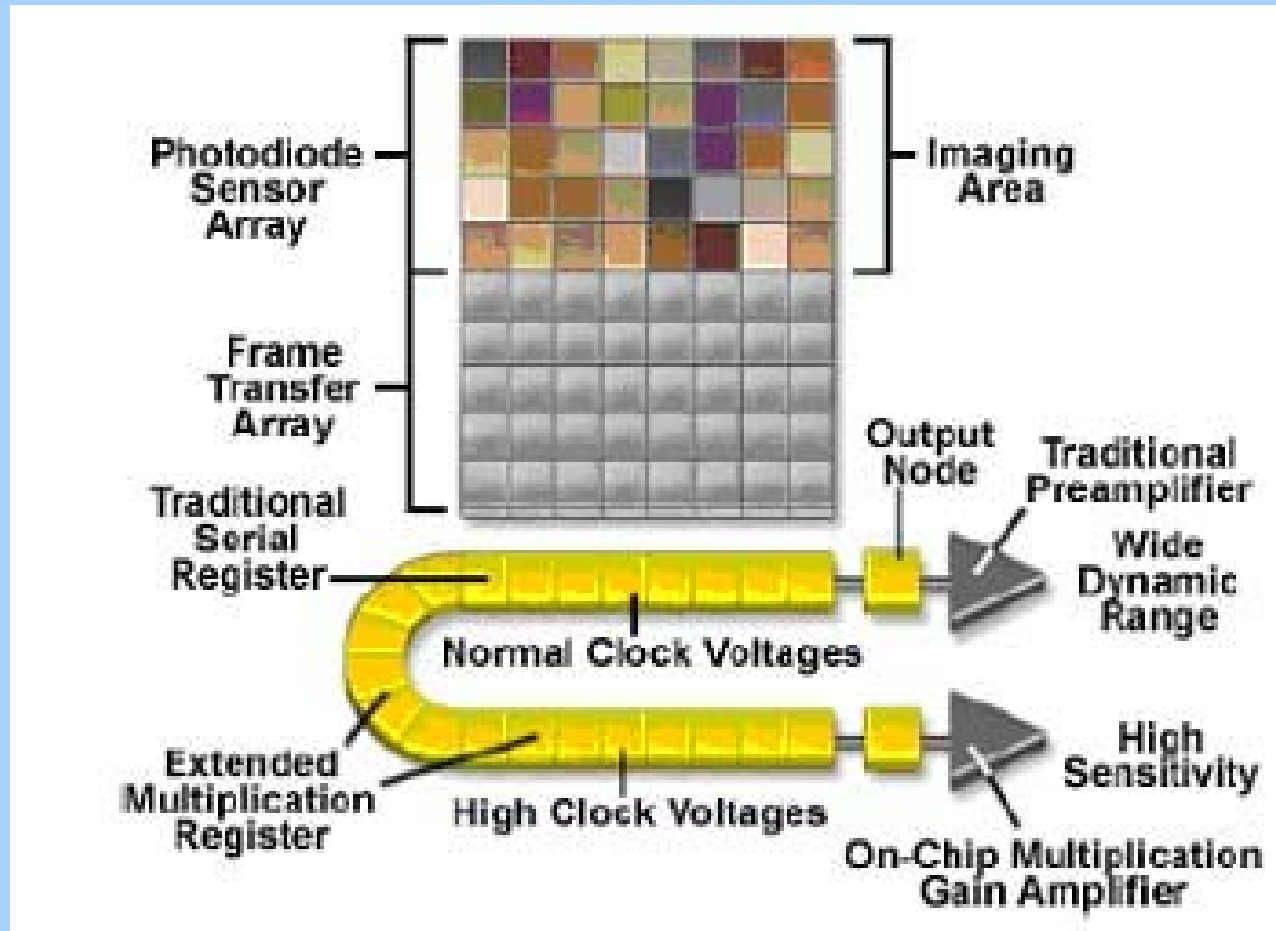 Photodiode
Sensor
Array
Imaging
Area
Frame
Transfer
Array
Output
Node
Traditional
Preamplifier
Traditional
Serial
Register
Wide
Dynamic
Range
Normal Clock Voltages
Extended
Multiplication
Register
High Clock Voltages
High
Sensitivity
On-Chip Multiplication
Gain Amplifier